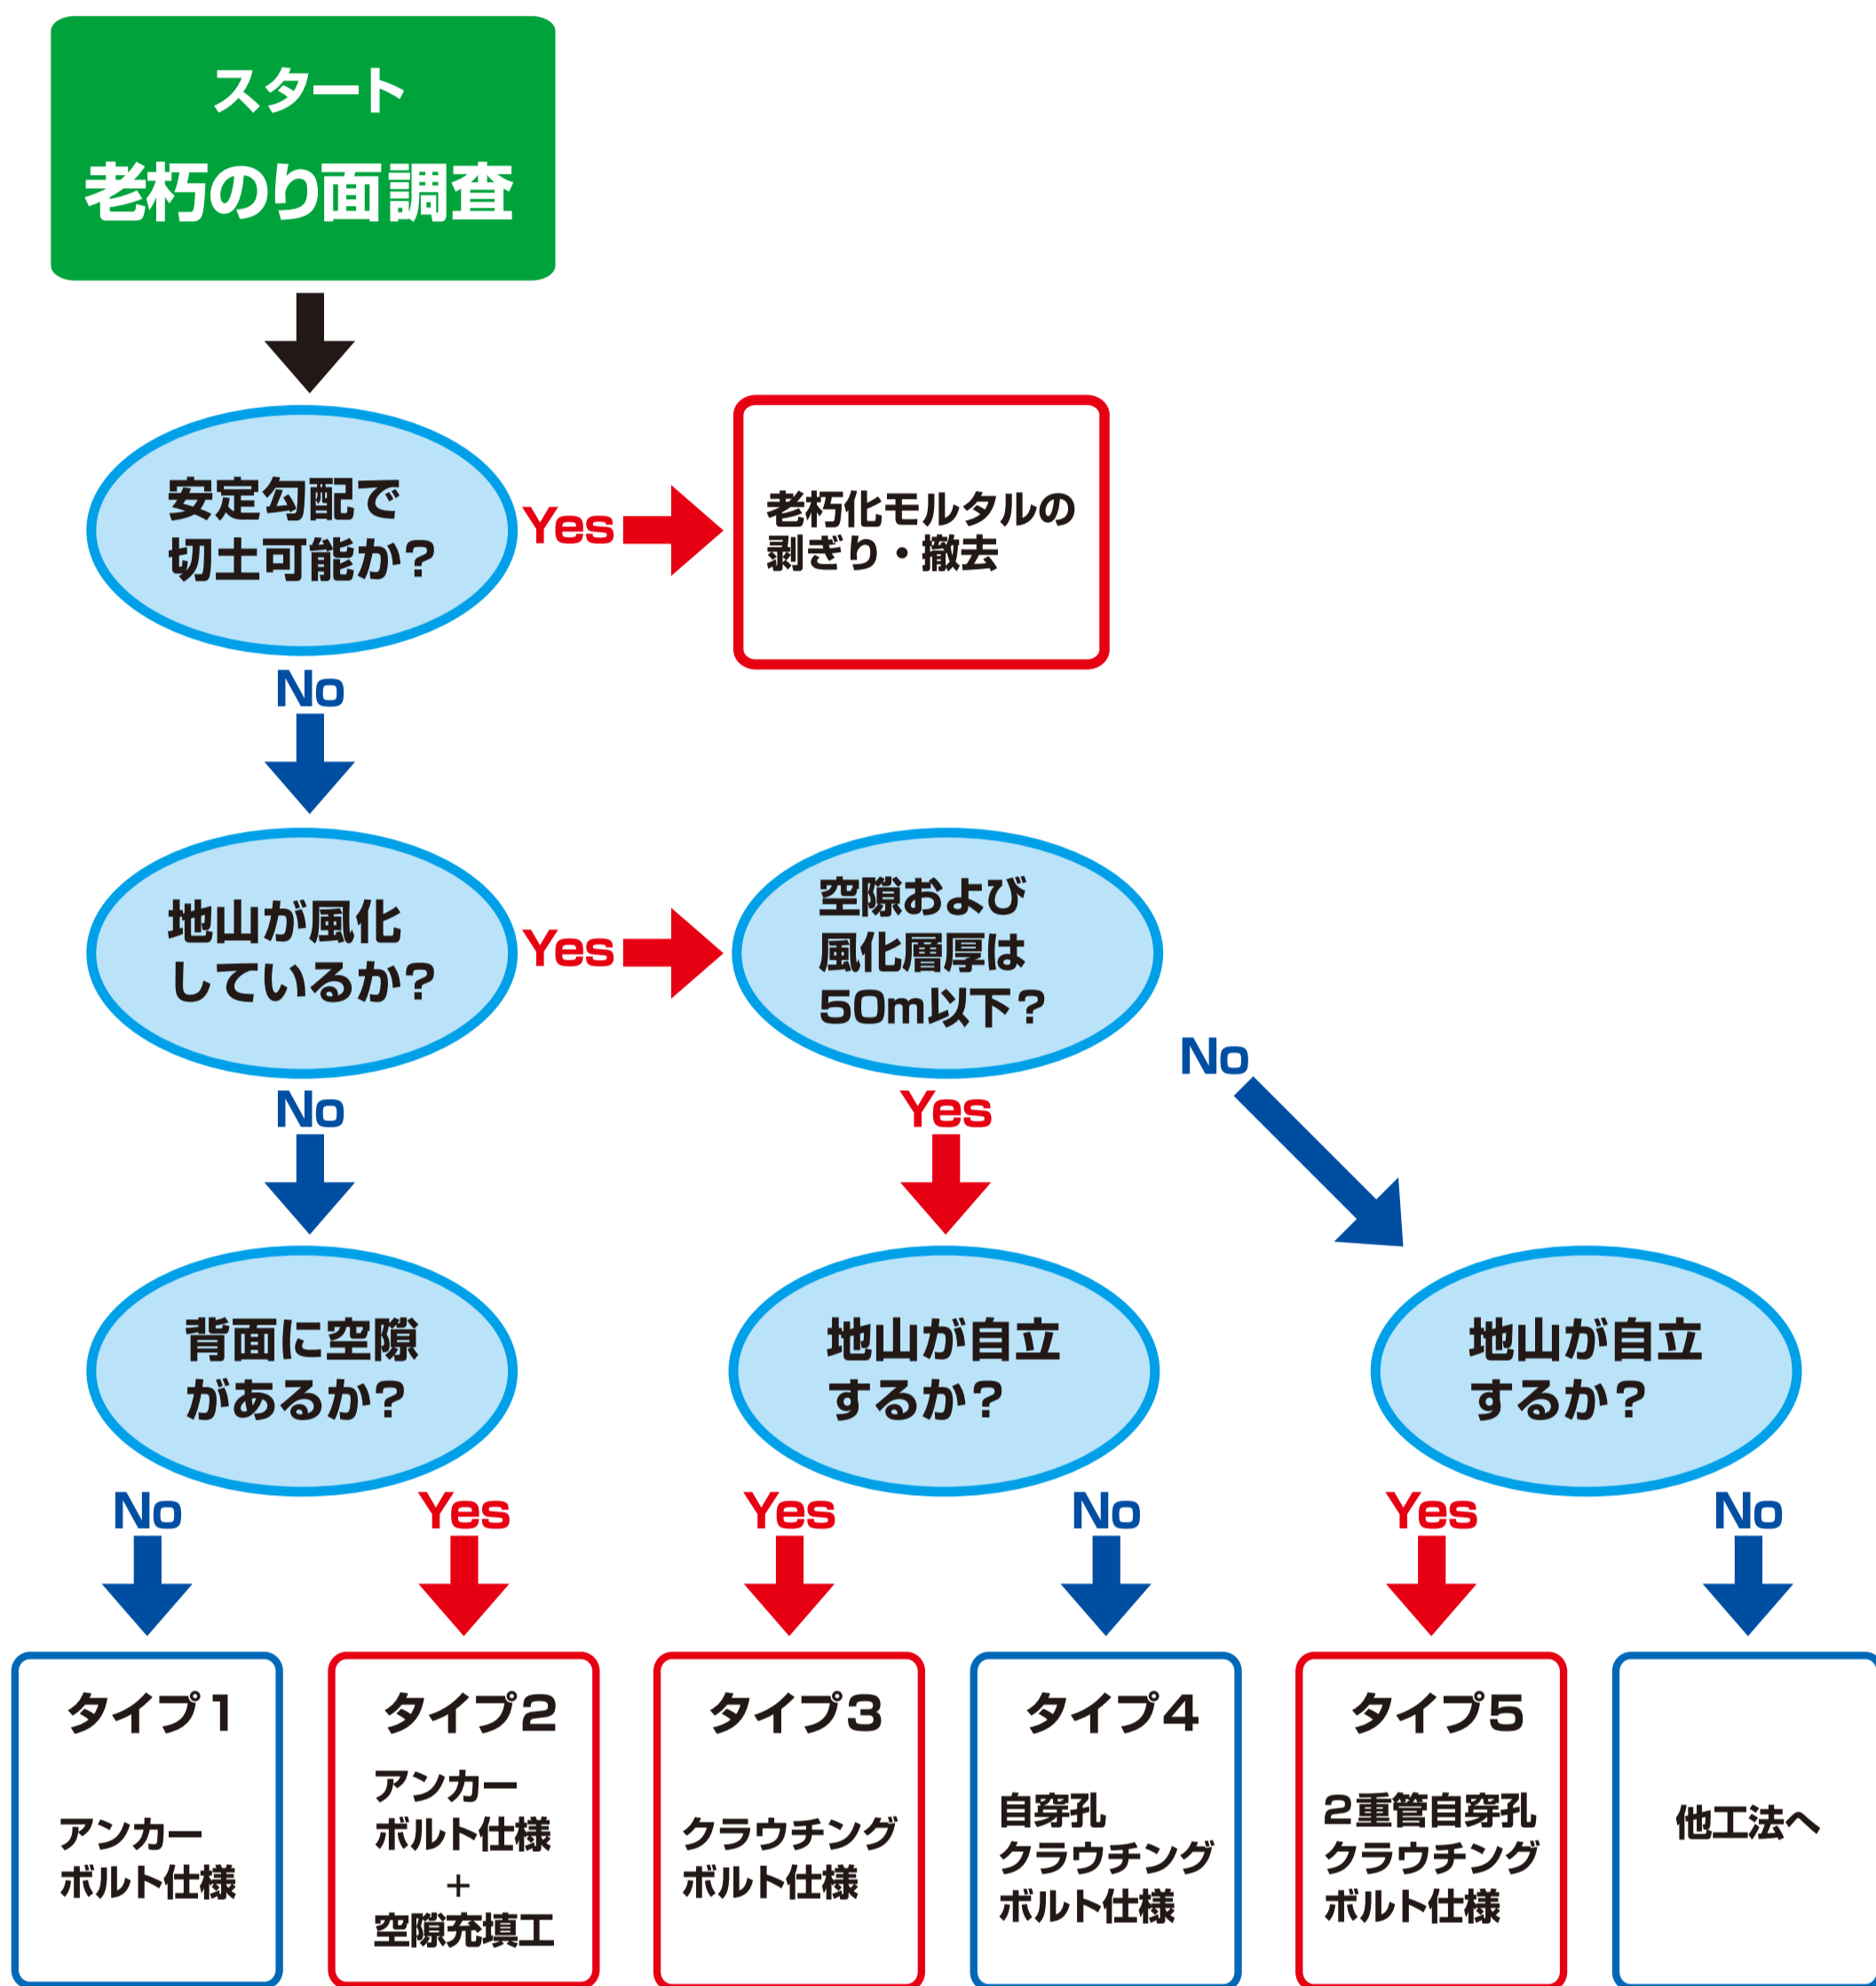 スタート
老朽のり面調査
安定勾配で
切土可能か?
Yes
老朽化モルタルの
剥ぎり・撤去
No
地山が風化
しているか?
Yes
空隙および
風化層厚は
50m以下?
No
No
Yes
背面に空隙
があるか?
地山が自立
するか?
地山が自立
するか?
No
Yes
Yes
No
Yes
No
タイプ1
アンカー
ボルト仕様
タイプ2
アンカー
ボルト仕様
+
空隙充填工
タイプ3
グラウチング
ボルト仕様
タイプ4
自穿孔
グラウチング
ボルト仕様
タイプ5
2重管自穿孔
グラウチング
ボルト仕様
他工法へ